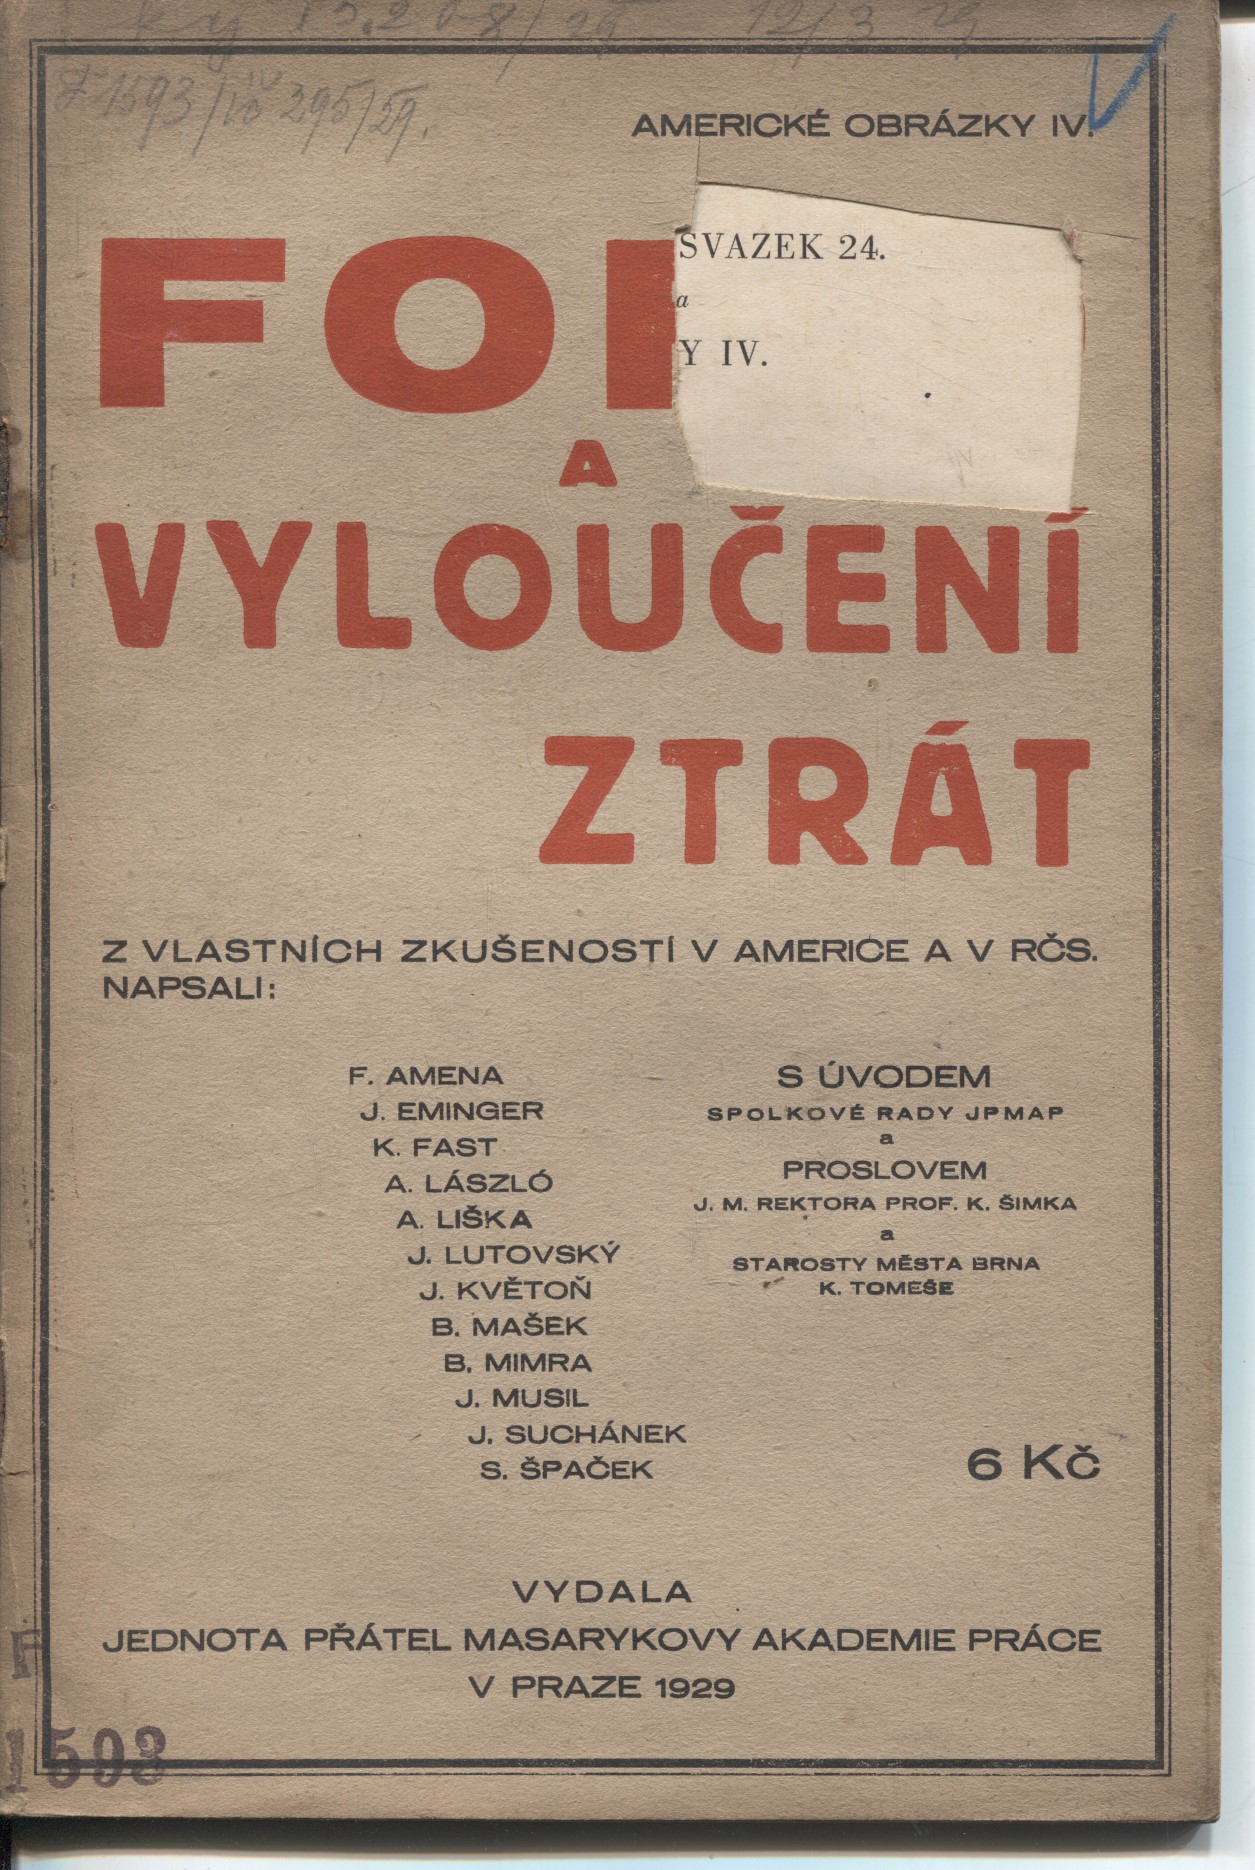 AMERICKÉ OBRÁZKY IV.
SVAZEK 24.
a
Y IV.
FO
A
VYLOUČENÍ
ZTRÁT
Z VLASTNÍCH ZKUŠENOSTÍ V AMERICE A V RČS.
NAPSALI:
F. AMENA
J. EMINGER
K. FAST
A. LÁSZLÓ
A. LIŠKA
J. LUTOVSKÝ
J. KVĚTOŇ
B. MAŠEK
B. MIMRA
J. MUSIL
J. SUCHÁNEK
S. ŠPAČEK
S ÚVODEM
SPOLKOVÉ RADY JPMAP
a
PROSLOVEM
J. M. REKTORA PROF. K. ŠIMKA
a
STAROSTY MĚSTA BRNA
K. TOMEŠE
6 Kč
VYDALA
JEDNOTA PŘÁTEL MASARYKOVY AKADEMIE PRÁCE
V PRAZE 1929
F
1593